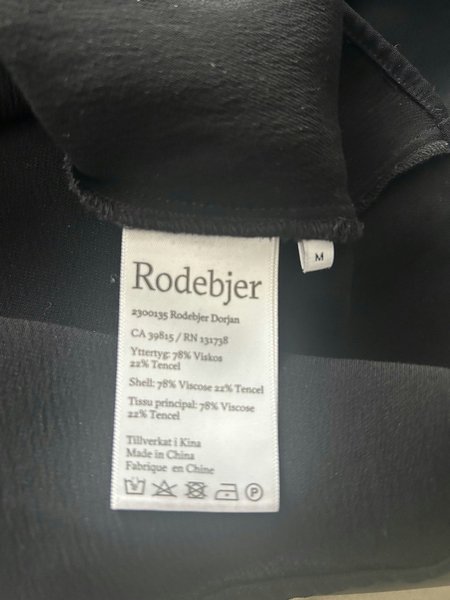 Rodebjer
M
2300135 Rodebjer Dorjan
CA 39815 / RN 131738
Yttertyg: 78% Viskos
22% Tencel
Shell: 78% Viscose 22% Tencel
Tissu principal: 78% Viscose
22% Tencel
Tillverkat i Kina
Made in China
Fabrique en Chine
P